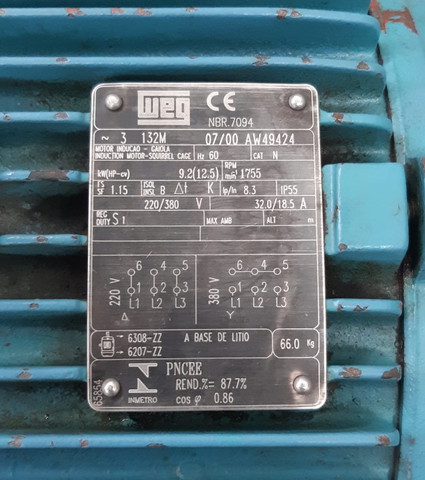 WEG CE
NBR.7094
~ 3 132M 07/00 AW49424
MOTOR INDUCAO - GAIOLA
INDUCTION MOTOR-SQUIRREL CAGE Hz 60 CAT N
kW(HP-cv) 9.2(12.5) RPM min⁻¹ 1755
FS SF 1.15 ISOL INSL B Δt K Ip/In 8.3 IP55
220/380 V 32.0/18.5 A
REG DUTY S1 MAX AMB ALT m
6 4 5 6 4 5
220 V 1 2 3 380 V 1 2 3
Δ L1 L2 L3 Y L1 L2 L3
6308-ZZ A BASE DE LITIO
6207-ZZ 66.0 Kg
PNCEE
REND.%= 87.7%
INMETRO COS φ 0.86
65854